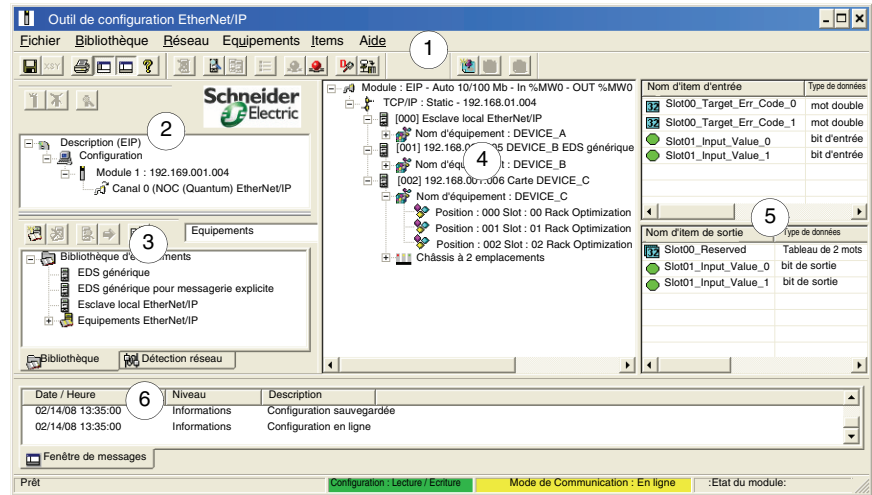 Outil de configuration EtherNet/IP
Fichier Bibliothèque Réseau Equipements Items Aide
1
XSY
Schneider
Electric
2
Description (EIP)
Configuration
Module 1 : 192.169.001.004
Canal 0 (NOC (Quantum) EtherNet/IP
3
Equipements
Bibliothèque d'équipements
EDS générique
EDS générique pour messagerie explicite
Esclave local EtherNet/IP
Equipements EtherNet/IP
Bibliothèque
Détection réseau
Module : EIP - Auto 10/100 Mb - In %MW0 - OUT %MW0
TCP/IP : Static - 192.168.01.004
[000] Esclave local EtherNet/IP
Nom d'équipement : DEVICE_A
[001] DEVICE_B EDS générique
4
Nom d'équipement : DEVICE_B
[002] 192.168.001.006 Carte DEVICE_C
Nom d'équipement : DEVICE_C
Position : 000 Slot : 00 Rack Optimization
Position : 001 Slot : 01 Rack Optimization
Position : 002 Slot : 02 Rack Optimization
Châssis à 2 emplacements
Nom d'item d'entrée Type de données
32 Slot00_Target_Err_Code_0 mot double
32 Slot00_Target_Err_Code_1 mot double
Slot01_Input_Value_0 bit d'entrée
Slot01_Input_Value_1 bit d'entrée
5
Nom d'item de sortie Type de données
32 Slot00_Reserved Tableau de 2 mots
Slot01_Input_Value_0 bit de sortie
Slot01_Input_Value_1 bit de sortie
Date / Heure Niveau Description
6
02/14/08 13:35:00 Informations Configuration sauvegardée
02/14/08 13:35:00 Informations Configuration en ligne
Fenêtre de messages
Prêt Configuration : Lecture / Ecriture Mode de Communication : En ligne :Etat du module: